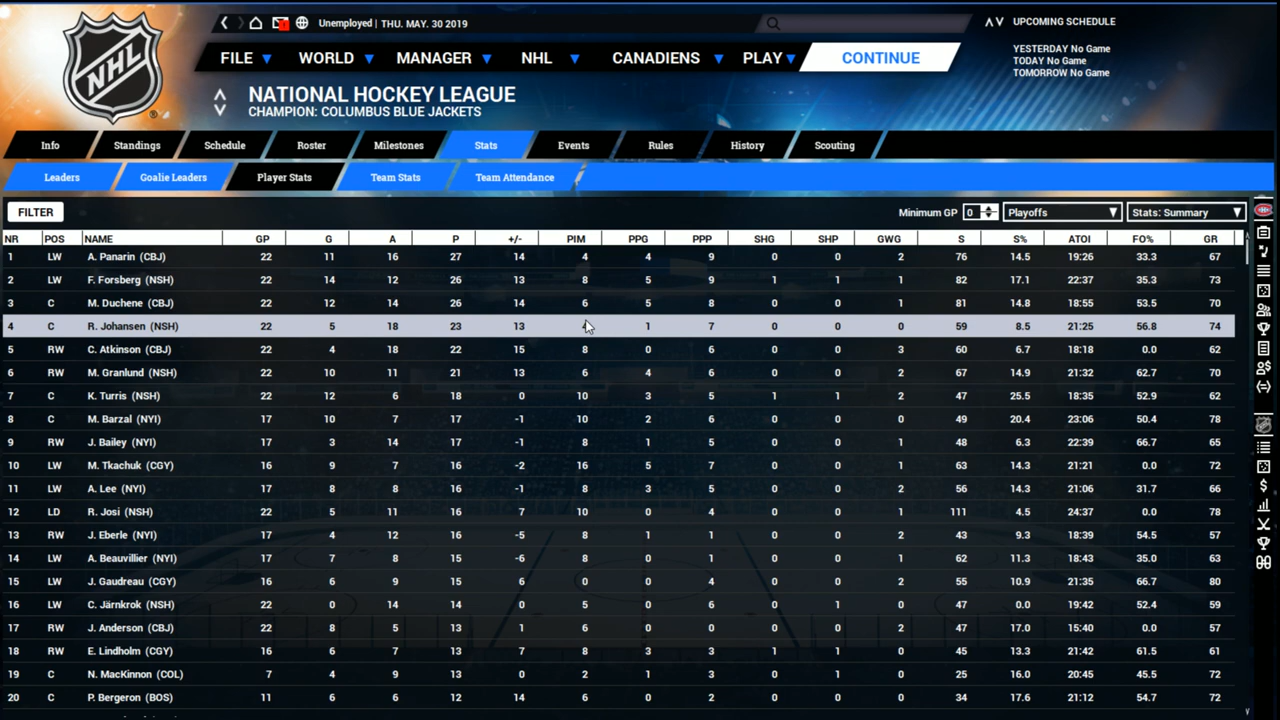 Unemployed | THU. MAY. 30 2019 UPCOMING SCHEDULE
NHL FILE WORLD MANAGER NHL CANADIENS PLAY CONTINUE
YESTERDAY No Game
TODAY No Game
TOMORROW No Game
NATIONAL HOCKEY LEAGUE
CHAMPION: COLUMBUS BLUE JACKETS
Info Standings Schedule Roster Milestones Stats Events Rules History Scouting
Leaders Goalie Leaders Player Stats Team Stats Team Attendance
FILTER Minimum GP 0 Playoffs Stats: Summary
NR POS NAME GP G A P +/- PIM PPG PPP SHG SHP GWG S S% ATOI FO% GR
1 LW A. Panarin (CBJ) 22 11 16 27 14 4 4 9 0 0 2 76 14.5 19:26 33.3 67
2 LW F. Forsberg (NSH) 22 14 12 26 13 8 5 9 1 1 1 82 17.1 22:37 35.3 73
3 C M. Duchene (CBJ) 22 12 14 26 14 6 5 8 0 0 1 81 14.8 18:55 53.5 70
4 C R. Johansen (NSH) 22 5 18 23 13 1 7 0 0 0 59 8.5 21:25 56.8 74
5 RW C. Atkinson (CBJ) 22 4 18 22 15 8 0 6 0 0 3 60 6.7 18:18 0.0 62
6 RW M. Granlund (NSH) 22 10 11 21 13 6 4 6 0 0 2 67 14.9 21:32 62.7 70
7 C K. Turris (NSH) 22 12 6 18 0 10 3 5 1 1 2 47 25.5 18:35 52.9 62
8 C M. Barzal (NYI) 17 10 7 17 -1 10 2 6 0 0 1 49 20.4 23:06 50.4 78
9 RW J. Bailey (NYI) 17 3 14 17 -1 8 1 5 0 0 1 48 6.3 22:39 66.7 65
10 LW M. Tkachuk (CGY) 16 9 7 16 -2 16 5 7 0 0 1 63 14.3 21:21 0.0 72
11 LW A. Lee (NYI) 17 8 8 16 -1 8 3 5 0 0 2 56 14.3 21:06 31.7 66
12 LD R. Josi (NSH) 22 5 11 16 7 10 0 4 0 0 1 111 4.5 24:37 0.0 78
13 RW J. Eberle (NYI) 17 4 12 16 -5 8 1 1 0 0 2 43 9.3 18:39 54.5 57
14 LW A. Beauvillier (NYI) 17 7 8 15 -6 8 0 1 0 0 1 62 11.3 18:43 35.0 63
15 LW J. Gaudreau (CGY) 16 6 9 15 6 0 0 4 0 0 2 55 10.9 21:35 66.7 80
16 LW C. Järnkrok (NSH) 22 0 14 14 0 5 0 6 0 1 0 47 0.0 19:42 52.4 59
17 RW J. Anderson (CBJ) 22 8 5 13 1 6 0 0 0 0 2 47 17.0 15:40 0.0 57
18 RW E. Lindholm (CGY) 16 6 7 13 7 8 3 3 1 1 0 45 13.3 21:42 61.5 61
19 C N. MacKinnon (COL) 7 4 9 13 0 2 1 3 0 1 0 25 16.0 20:45 45.5 72
20 C P. Bergeron (BOS) 11 6 6 12 14 6 0 2 0 0 0 34 17.6 21:12 54.7 72